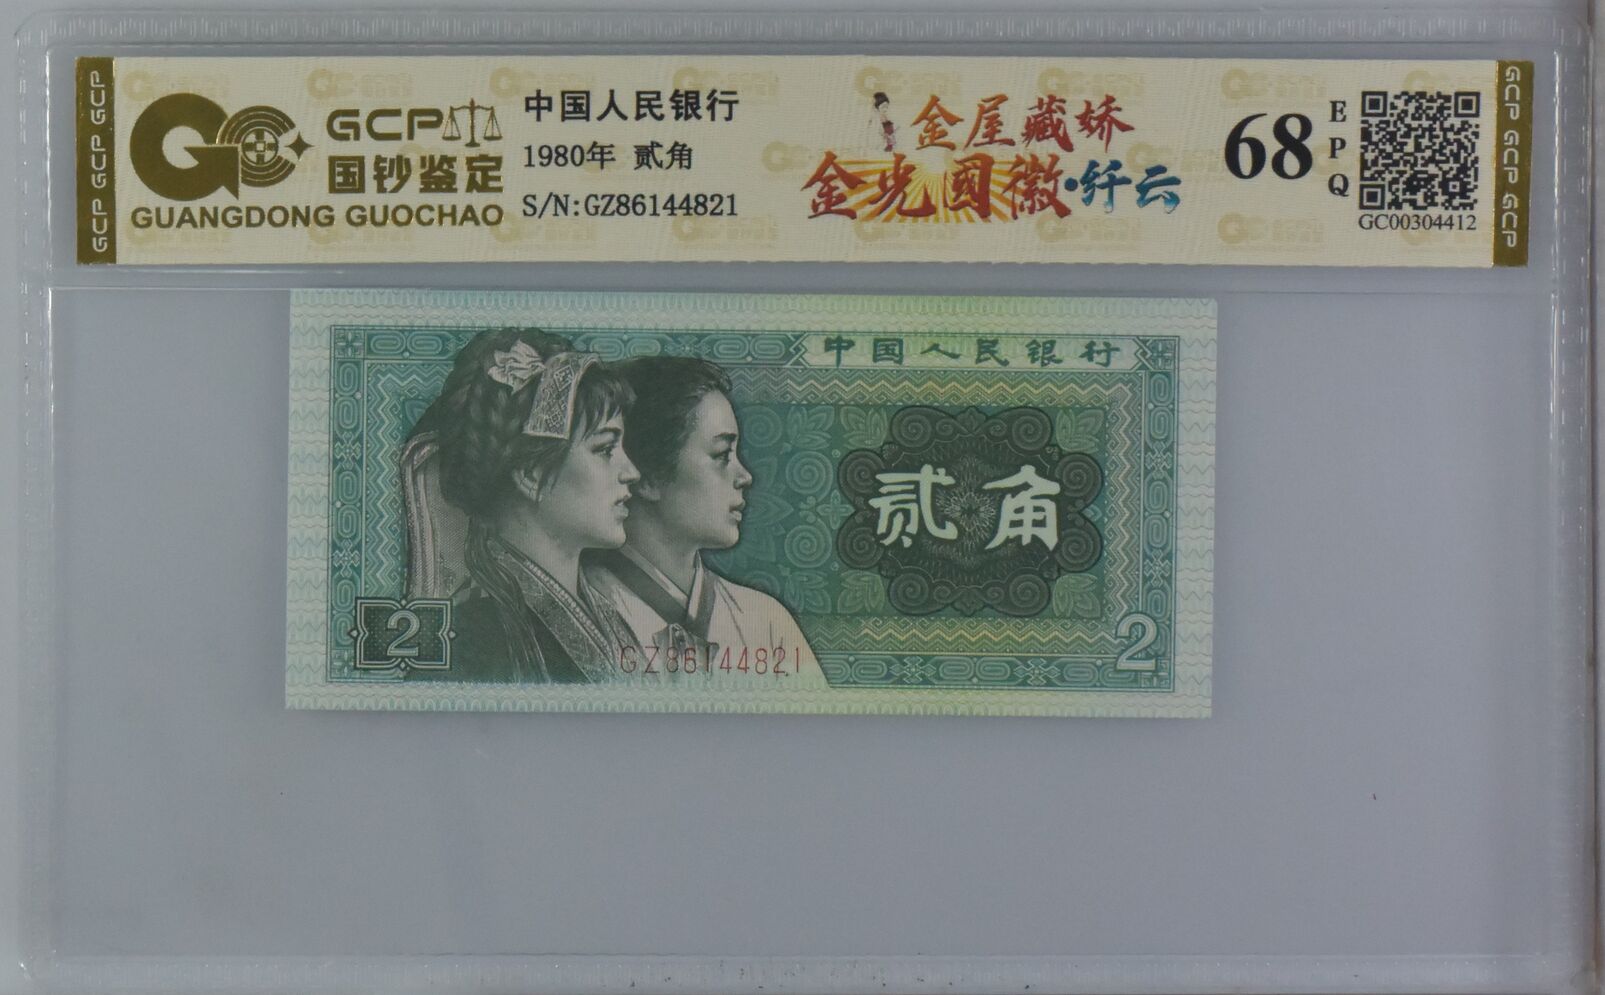 GCP GCP GCP
GCP
国钞鉴定
GUANGDONG GUOCHAO
中国人民银行
1980年 贰角
S/N:GZ86144821
金屋藏娇
金光國徽·纤云
68
EPQ
GC00304412
GCP GCP GCP
中国人民银行
贰角
2
GZ86144821
2